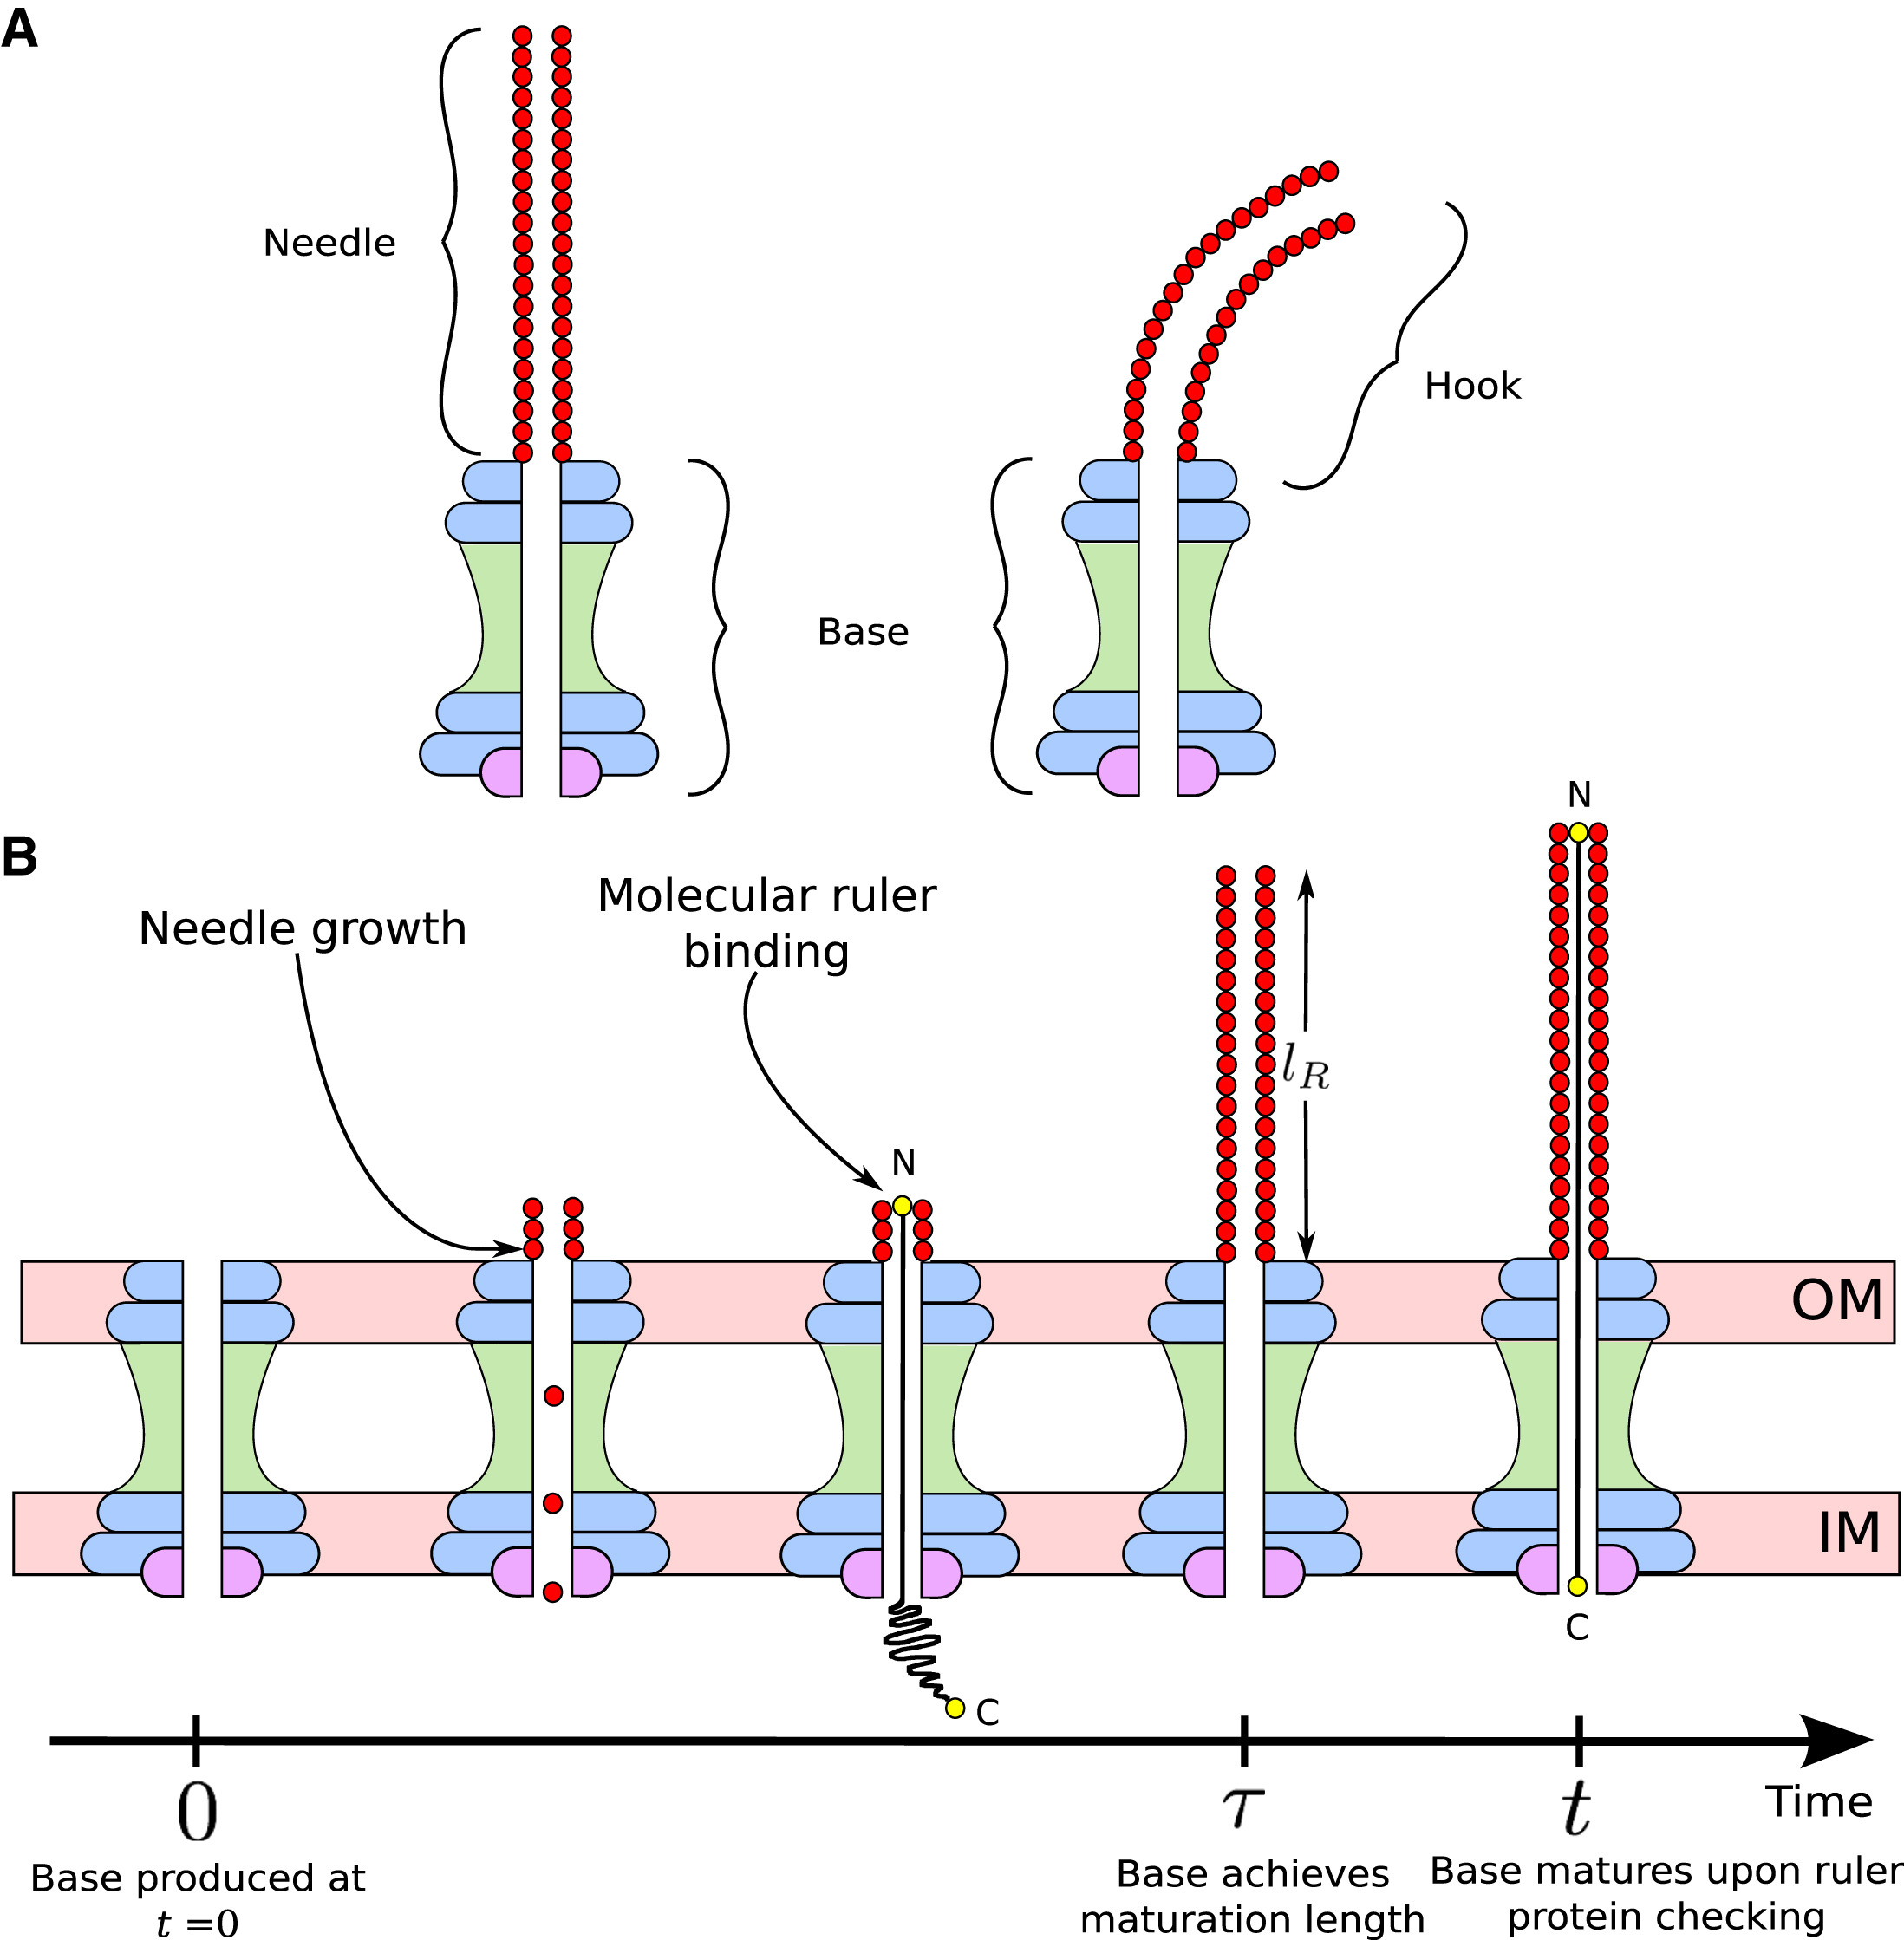 A
Needle
Hook
Base
B
N
Molecular ruler
binding
Needle growth
l_R
N
OM
IM
C
C
0
τ
t
Time
Base produced at
t =0
Base achieves
maturation length
Base matures upon ruler
protein checking